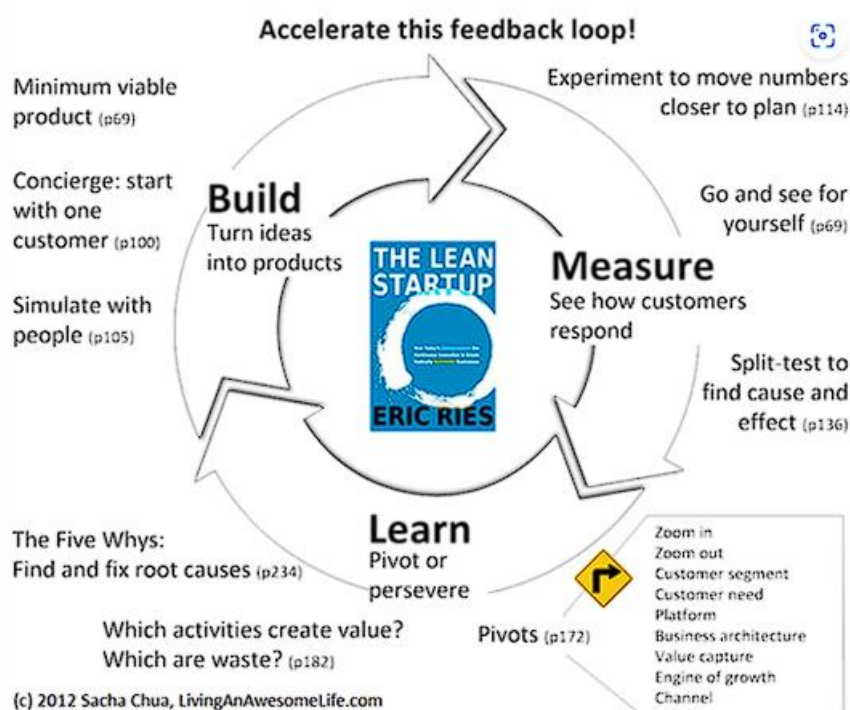 Accelerate this feedback loop!
Minimum viable
product (p69)
Concierge: start
with one
customer (p100)
Simulate with
people (p105)
Build
Turn ideas
into products
Experiment to move numbers
closer to plan (p114)
Go and see for
yourself (p69)
Measure
See how customers
respond
Split-test to
find cause and
effect (p136)
THE LEAN
STARTUP
ERIC RIES
Learn
Pivot or
persevere
The Five Whys:
Find and fix root causes (p234)
Which activities create value?
Which are waste? (p182)
Pivots (p172)
Zoom in
Zoom out
Customer segment
Customer need
Platform
Business architecture
Value capture
Engine of growth
Channel
(c) 2012 Sacha Chua, LivingAnAwesomeLife.com